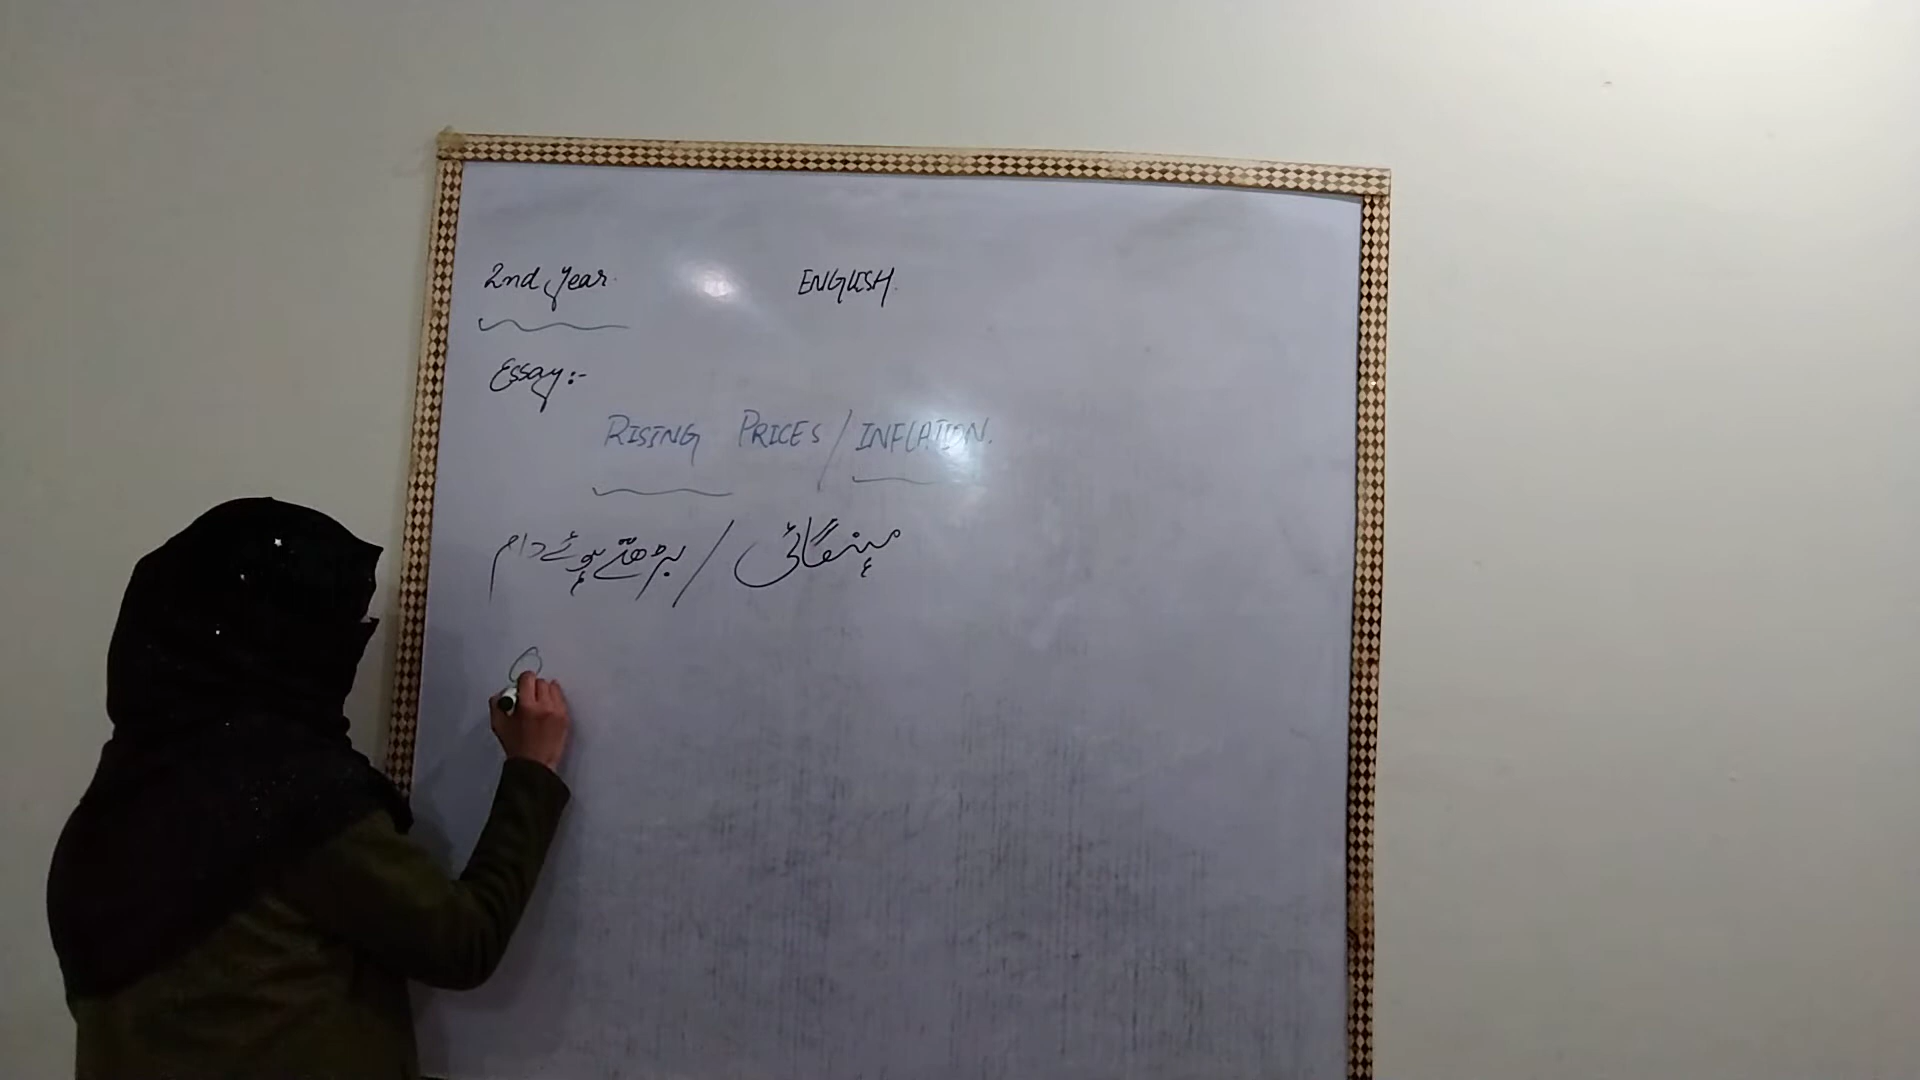 2nd Year. ENGLISH.
Essay:-
RISING PRICES / INFLATION.
مہنگائی / بڑھتے ہوئے دام